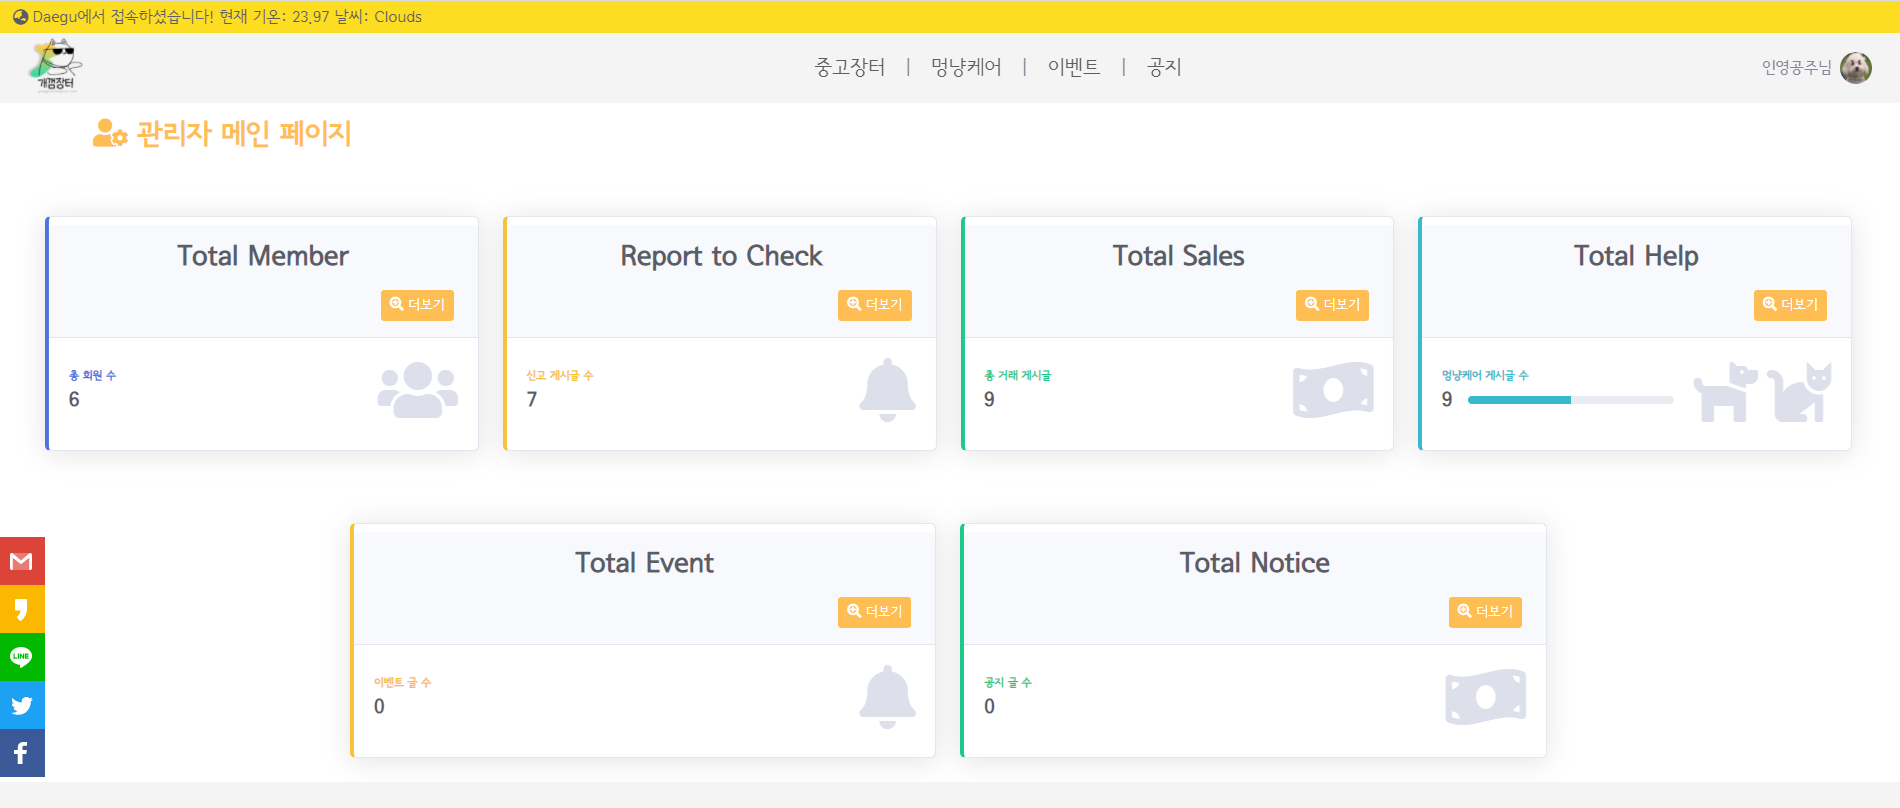 Daegu에서 접속하셨습니다! 현재 기온: 23.97 날씨: Clouds
개껨장터
중고장터 | 멍냥케어 | 이벤트 | 공지
인영공주님
관리자 메인 페이지
Total Member
더보기
총 회원 수
6
Report to Check
더보기
신고 게시글 수
7
Total Sales
더보기
총 거래 게시글
9
Total Help
더보기
멍냥케어 게시글 수
9
Total Event
더보기
이벤트 글 수
0
Total Notice
더보기
공지 글 수
0
LINE